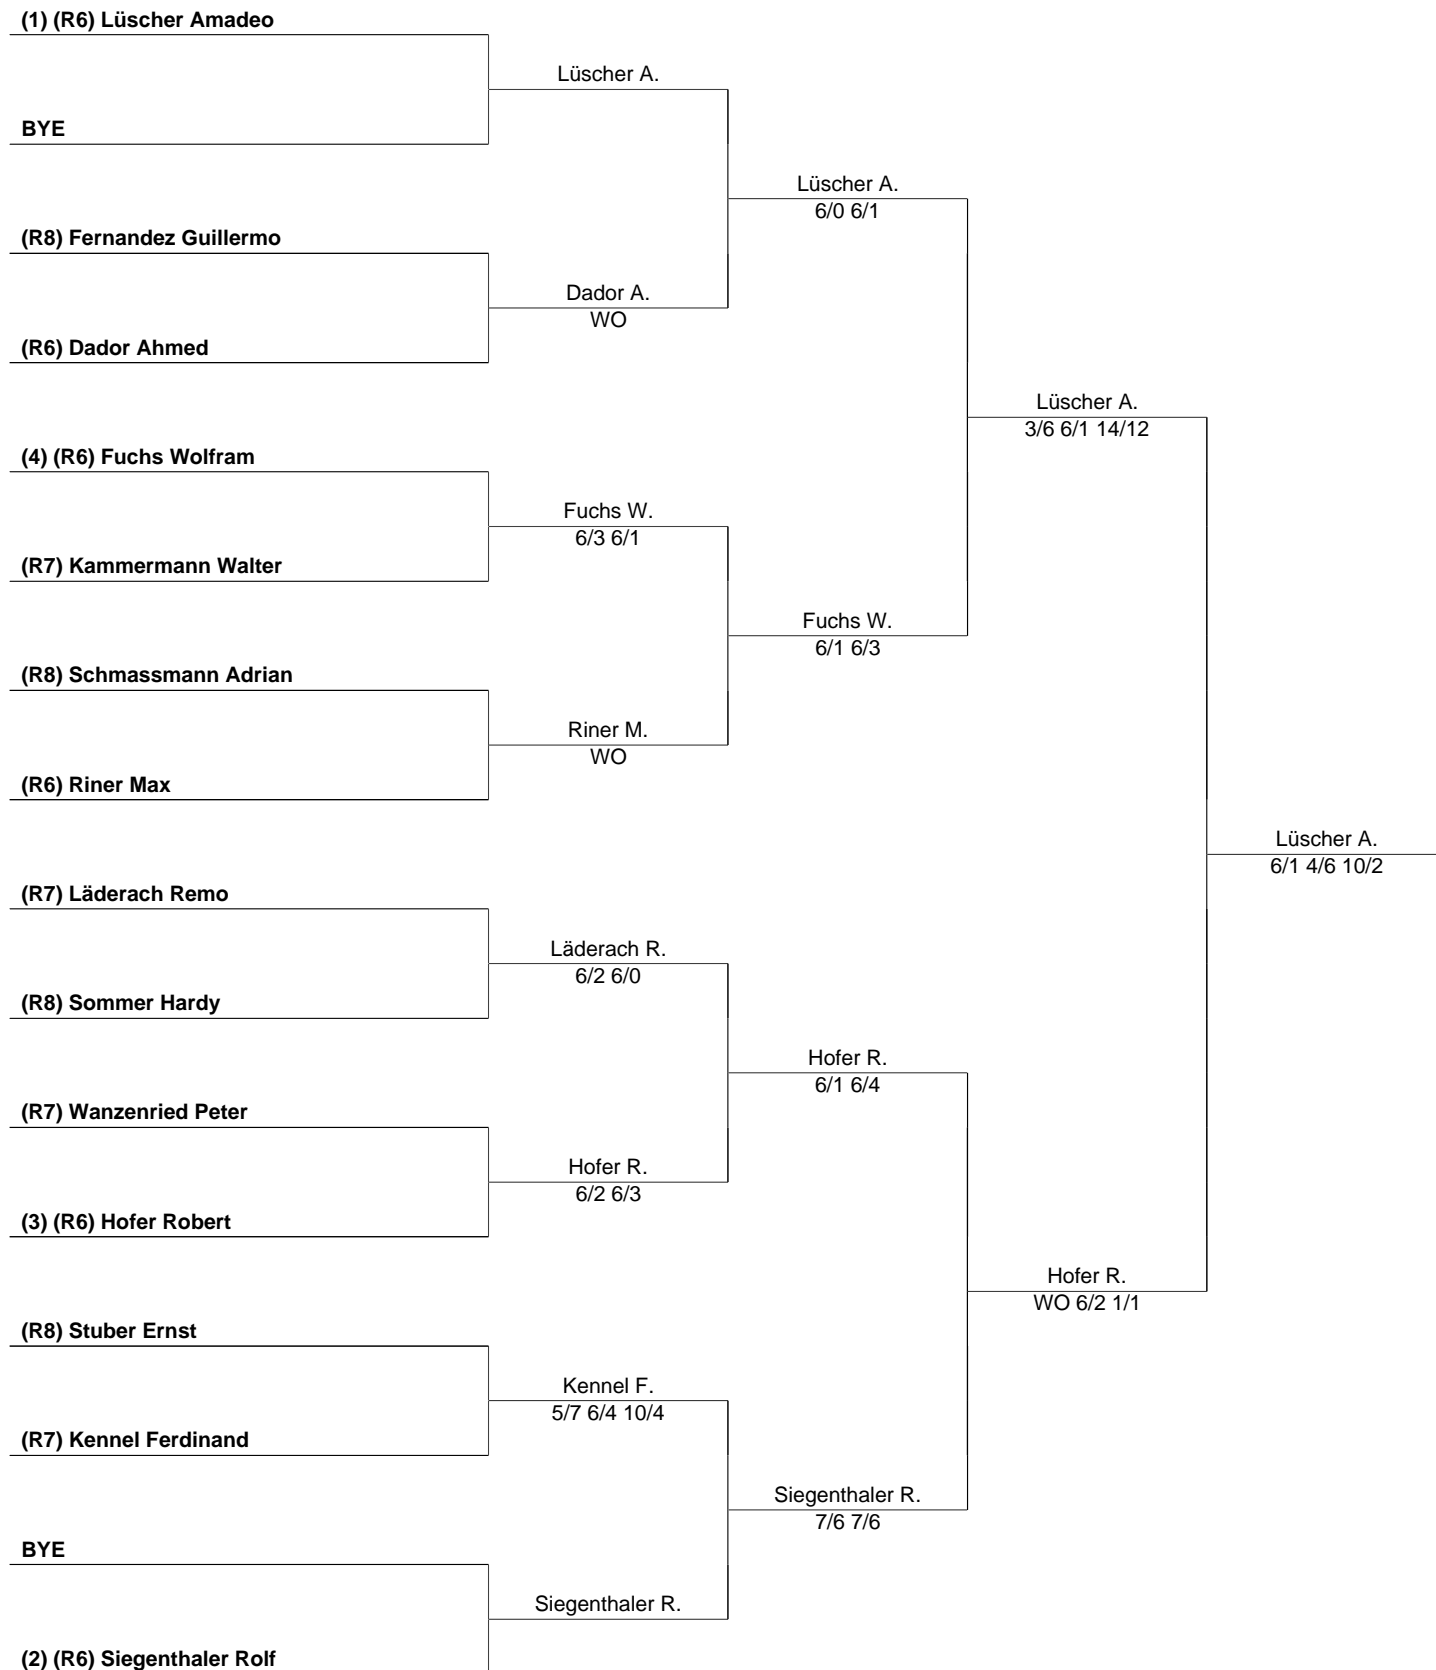 (1) (R6) Lüscher Amadeo
Lüscher A.
BYE
Lüscher A.
6/0 6/1
(R8) Fernandez Guillermo
Dador A.
WO
(R6) Dador Ahmed
Lüscher A.
3/6 6/1 14/12
(4) (R6) Fuchs Wolfram
Fuchs W.
6/3 6/1
(R7) Kammermann Walter
Fuchs W.
6/1 6/3
(R8) Schmassmann Adrian
Riner M.
WO
(R6) Riner Max
Lüscher A.
6/1 4/6 10/2
(R7) Läderach Remo
Läderach R.
6/2 6/0
(R8) Sommer Hardy
Hofer R.
6/1 6/4
(R7) Wanzenried Peter
Hofer R.
6/2 6/3
(3) (R6) Hofer Robert
Hofer R.
WO 6/2 1/1
(R8) Stuber Ernst
Kennel F.
5/7 6/4 10/4
(R7) Kennel Ferdinand
Siegenthaler R.
7/6 7/6
BYE
Siegenthaler R.
(2) (R6) Siegenthaler Rolf